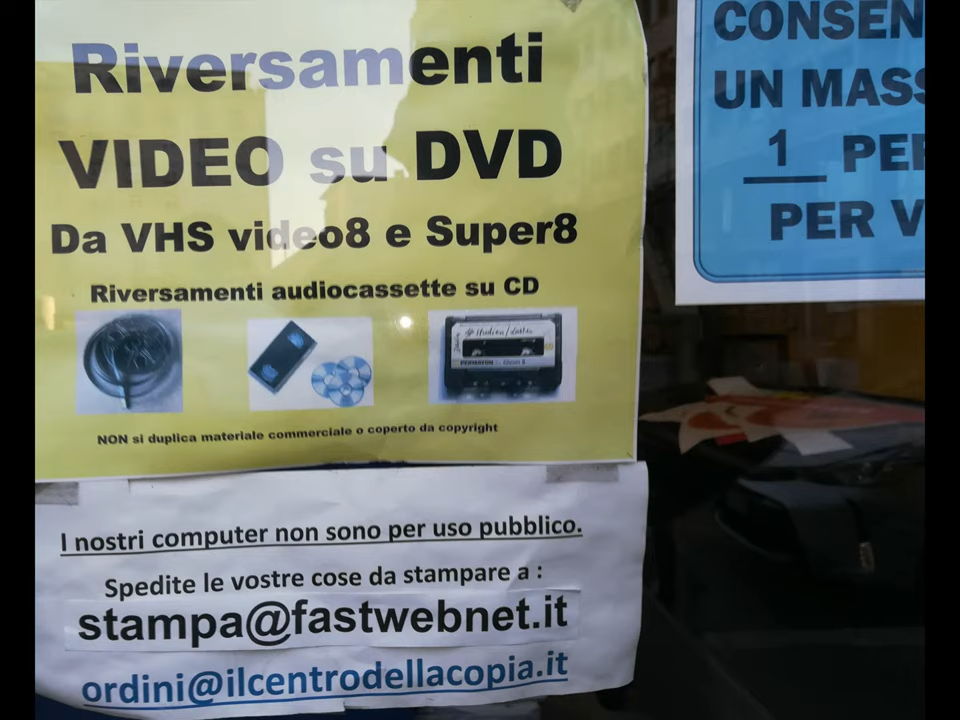 Riversamenti
VIDEO su DVD
Da VHS video8 e Super8
Riversamenti audiocassette su CD
NON si duplica materiale commerciale o coperto da copyright
I nostri computer non sono per uso pubblico.
Spedite le vostre cose da stampare a :
stampa@fastwebnet.it
ordini@ilcentrodellacopia.it
CONSEN
UN MASS
1 PER
PER V